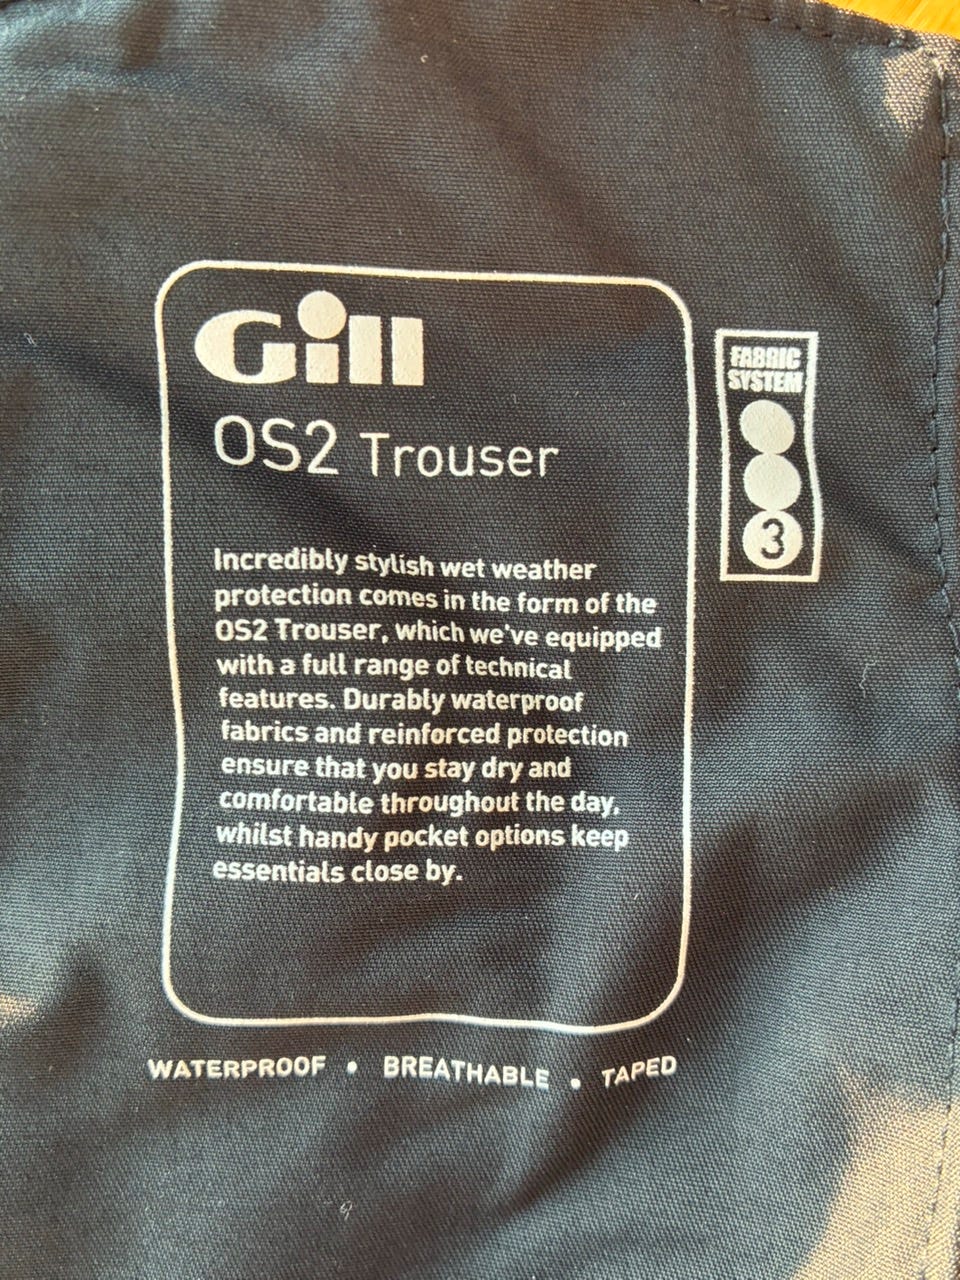 Gill
OS2 Trouser
Incredibly stylish wet weather
protection comes in the form of the
OS2 Trouser, which we've equipped
with a full range of technical
features. Durably waterproof
fabrics and reinforced protection
ensure that you stay dry and
comfortable throughout the day,
whilst handy pocket options keep
essentials close by.
FABRIC
SYSTEM
3
WATERPROOF • BREATHABLE • TAPED